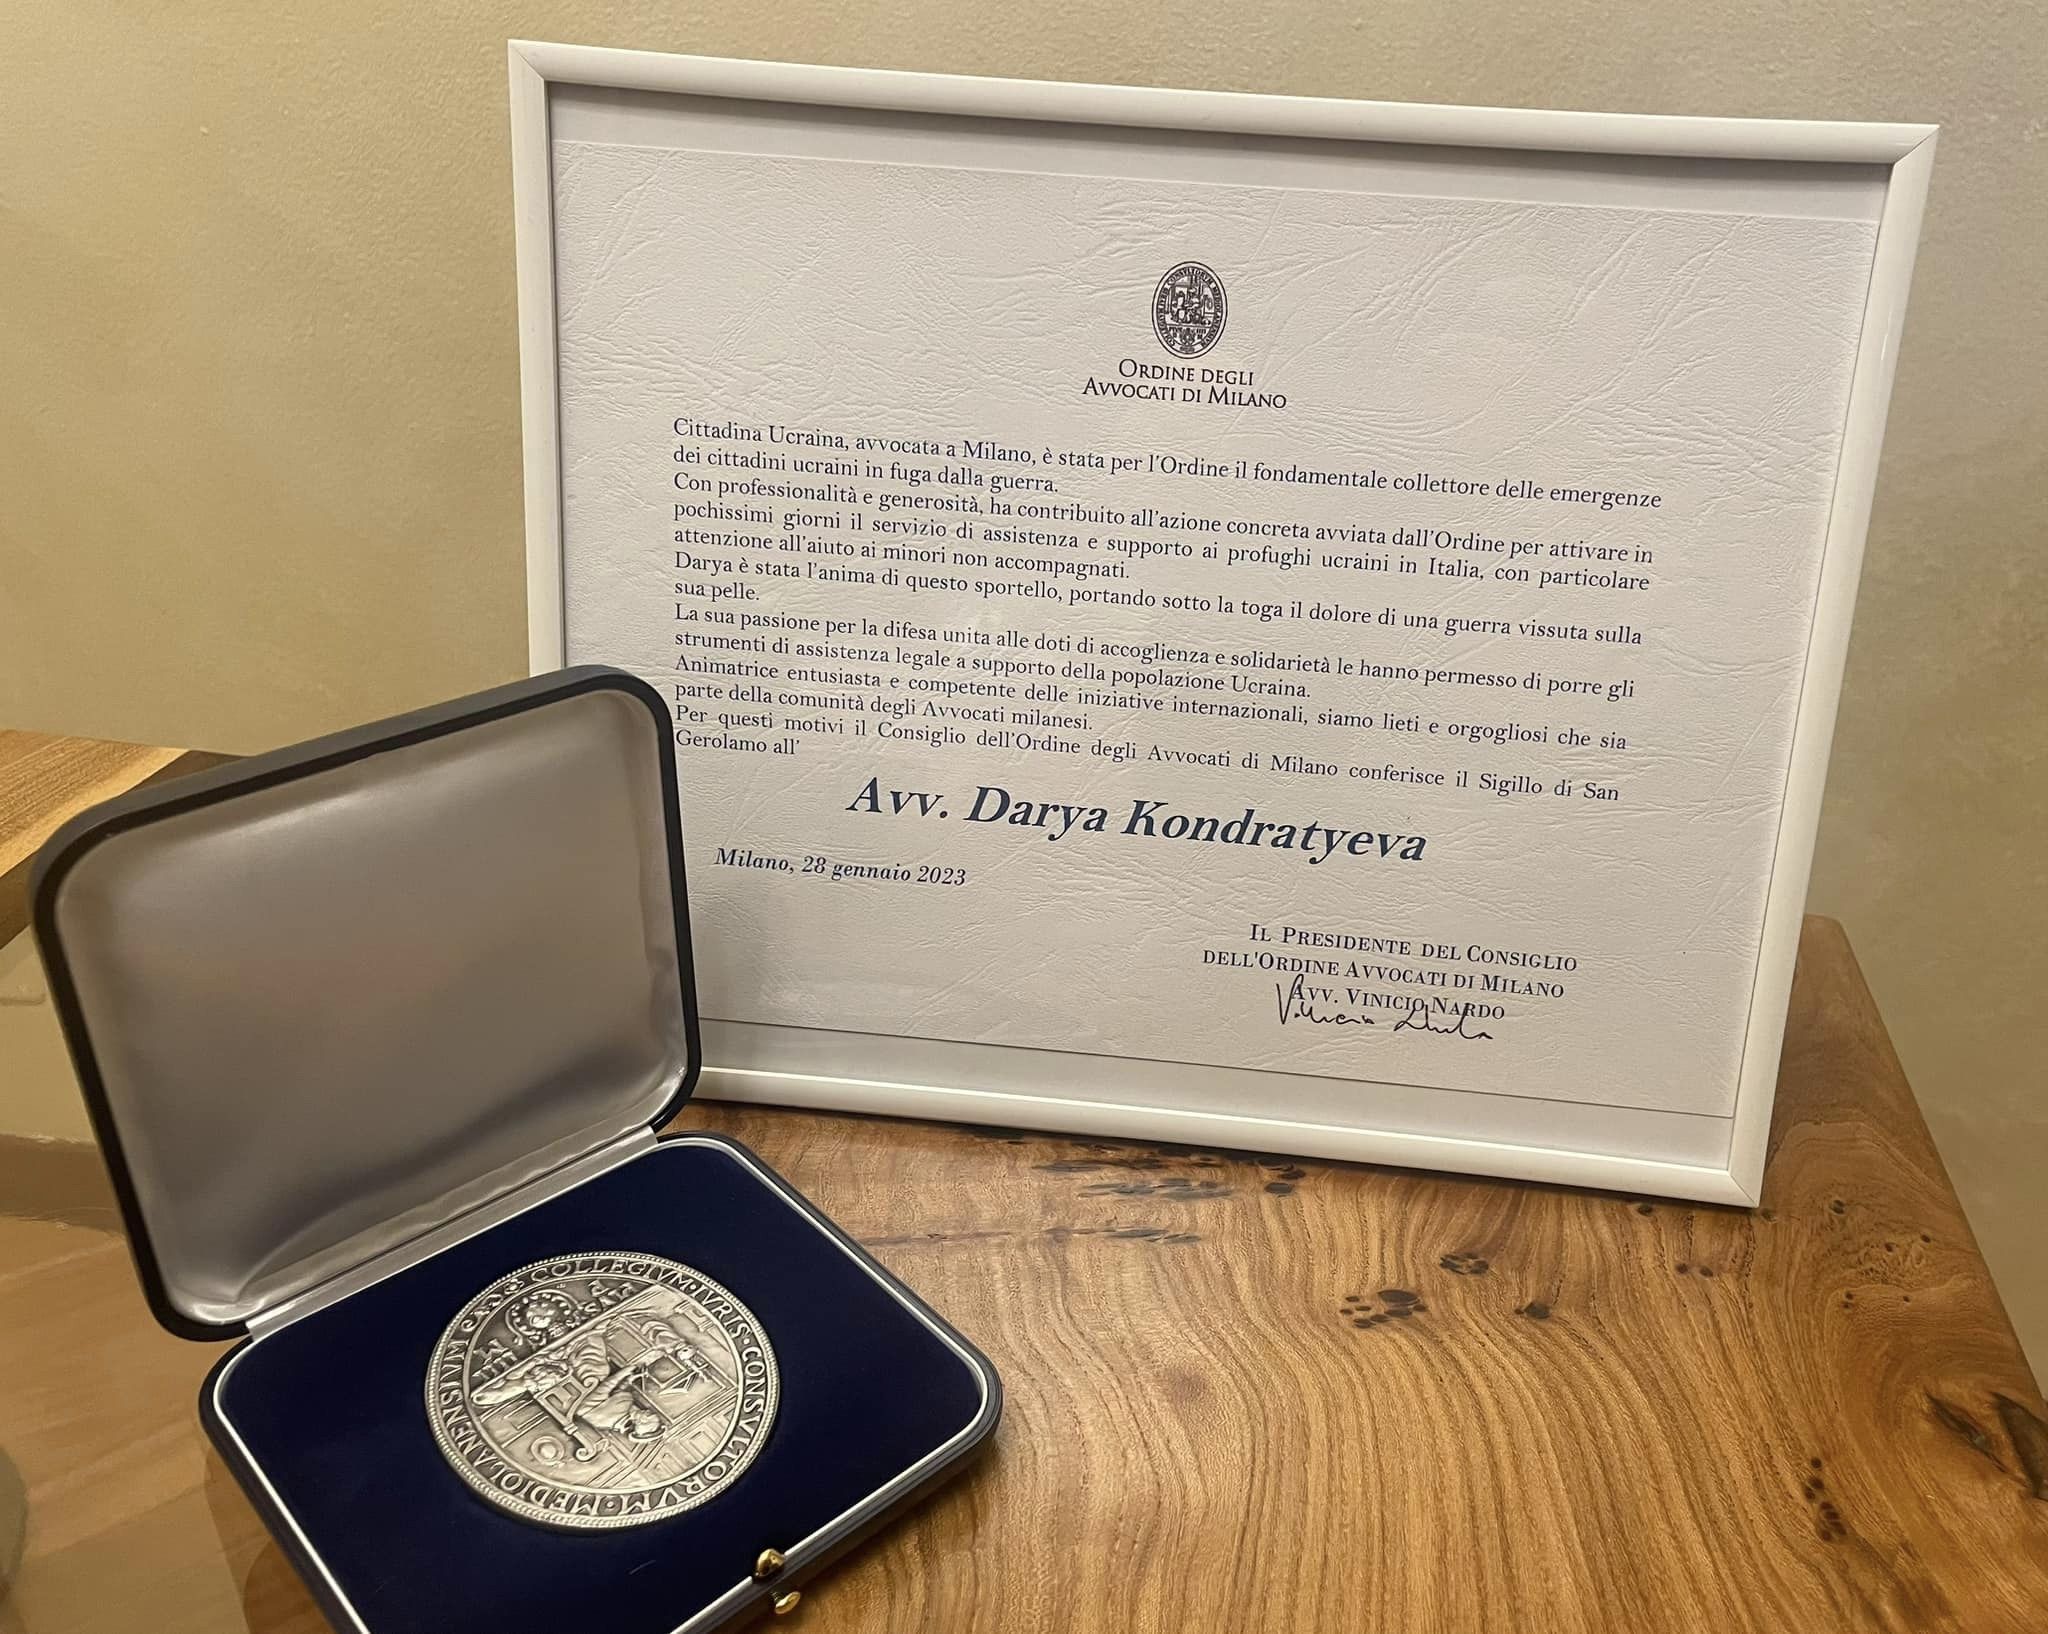 ORDINE DEGLI
AVVOCATI DI MILANO
Cittadina Ucraina, avvocata a Milano, è stata per l'Ordine il fondamentale collettore delle emergenze
dei cittadini ucraini in fuga dalla guerra.
Con professionalità e generosità, ha contribuito all'azione concreta avviata dall'Ordine per attivare in
pochissimi giorni il servizio di assistenza e supporto ai profughi ucraini in Italia, con particolare
attenzione all'aiuto ai minori non accompagnati.
Darya è stata l'anima di questo sportello, portando sotto la toga il dolore di una guerra vissuta sulla
sua pelle.
La sua passione per la difesa unita alle doti di accoglienza e solidarietà le hanno permesso di porre gli
strumenti di assistenza legale a supporto della popolazione Ucraina.
Animatrice entusiasta e competente delle iniziative internazionali, siamo lieti e orgogliosi che sia
parte della comunità degli Avvocati milanesi.
Per questi motivi il Consiglio dell'Ordine degli Avvocati di Milano conferisce il Sigillo di San
Gerolamo all'
Avv. Darya Kondratyeva
Milano, 28 gennaio 2023
IL PRESIDENTE DEL CONSIGLIO
DELL'ORDINE AVVOCATI DI MILANO
AVV. VINICIO NARDO
COLLEGIVM·IVRIS·CONSVLTORVM·MEDIOLANENSIVM